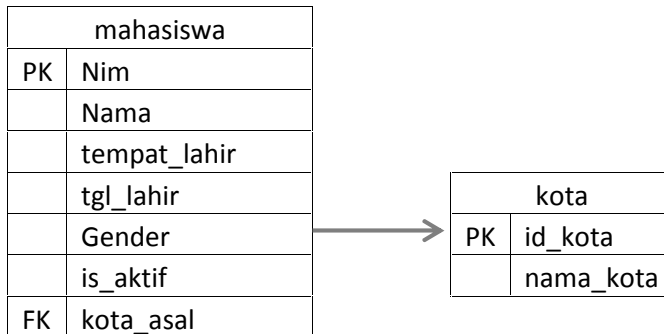 mahasiswa
PK Nim
Nama
tempat_lahir
tgl_lahir
Gender
is_aktif
FK kota_asal
kota
PK id_kota
nama_kota